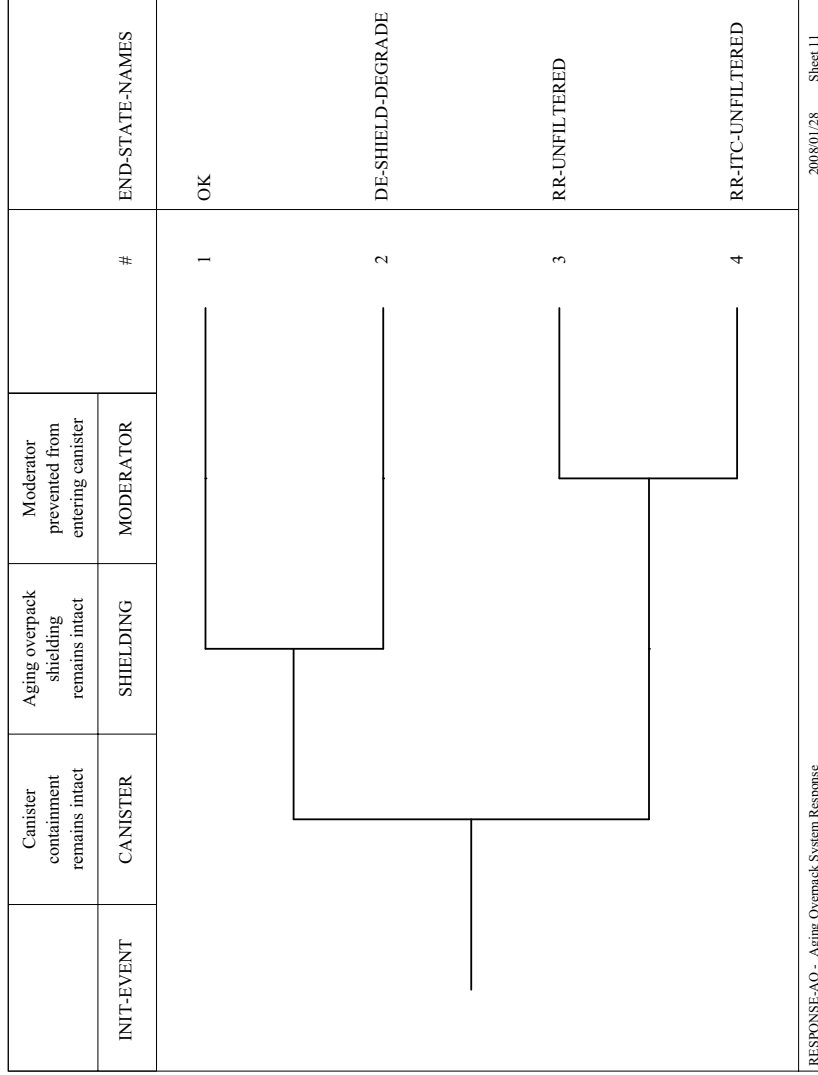 Canister
containment
remains intact
Aging overpack
shielding
remains intact
Moderator
prevented from
entering canister
INIT-EVENT
CANISTER
SHIELDING
MODERATOR
#
END-STATE-NAMES
1 OK
2 DE-SHIELD-DEGRADE
3 RR-UNFILTERED
4 RR-ITC-UNFILTERED
RESPONSE-AO - Aging Overpack System Response 2008/01/28 Sheet 11